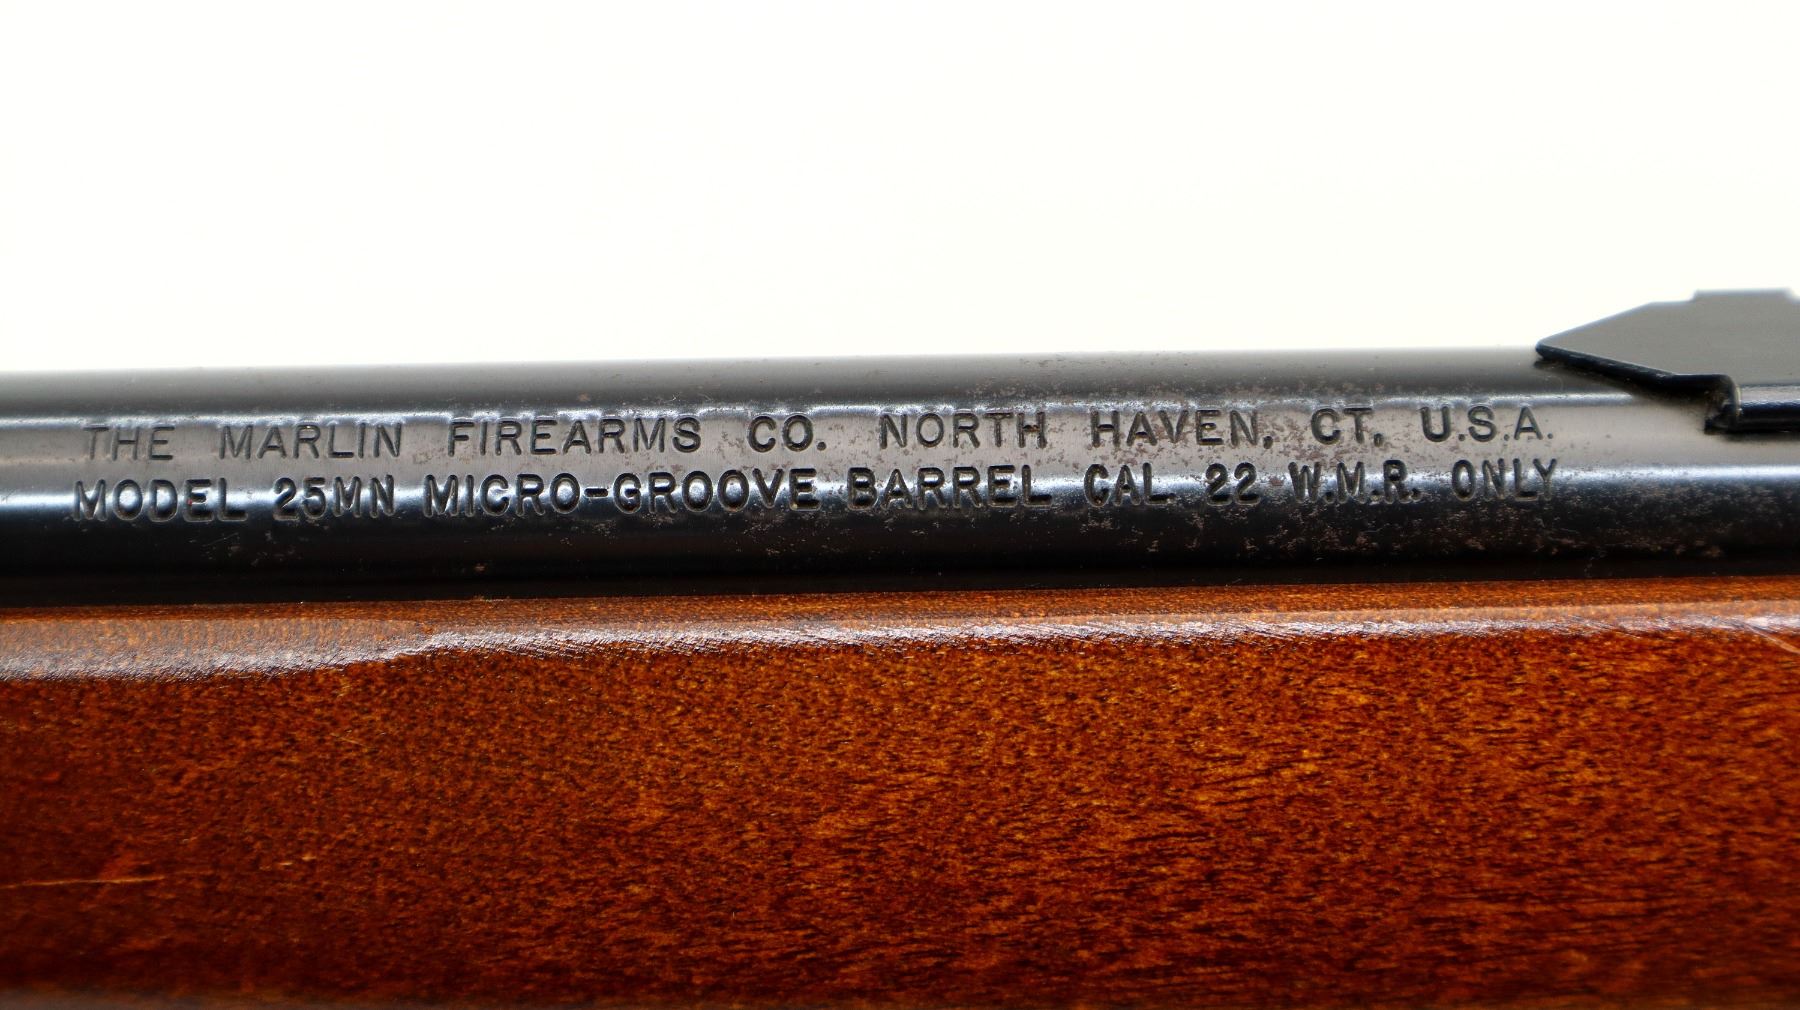 THE MARLIN FIREARMS CO. NORTH HAVEN, CT. U.S.A.
MODEL 25MN MICRO-GROOVE BARREL CAL. 22 W.M.R. ONLY